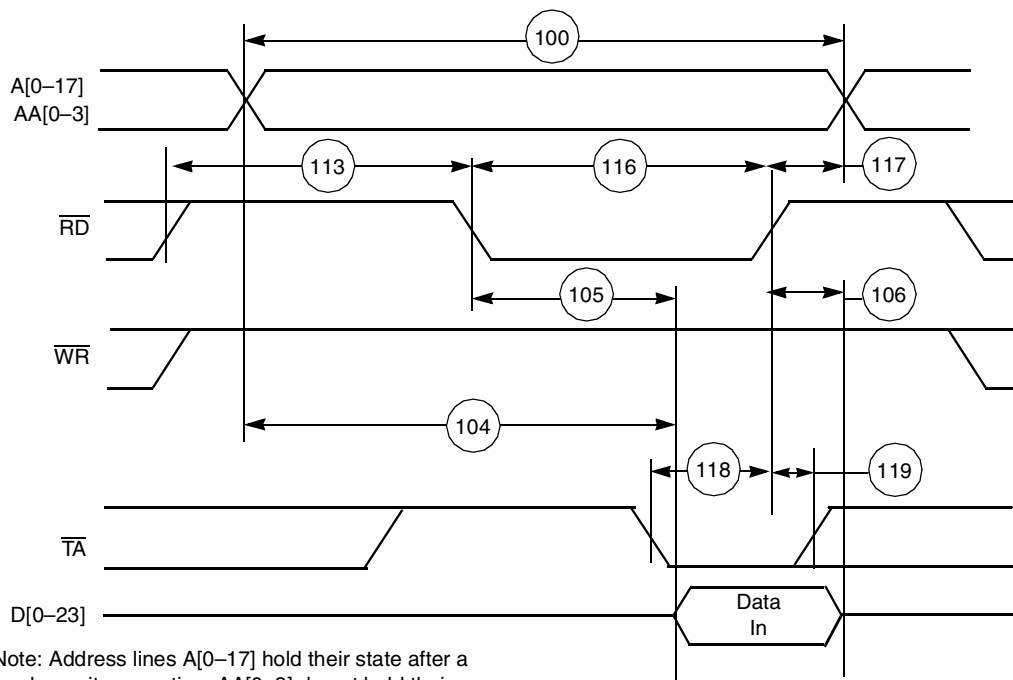 100
A[0–17]
AA[0–3]
113
116
117
RD
105
106
WR
104
118
119
TA
D[0–23]
Data
In
Note: Address lines A[0–17] hold their state after a